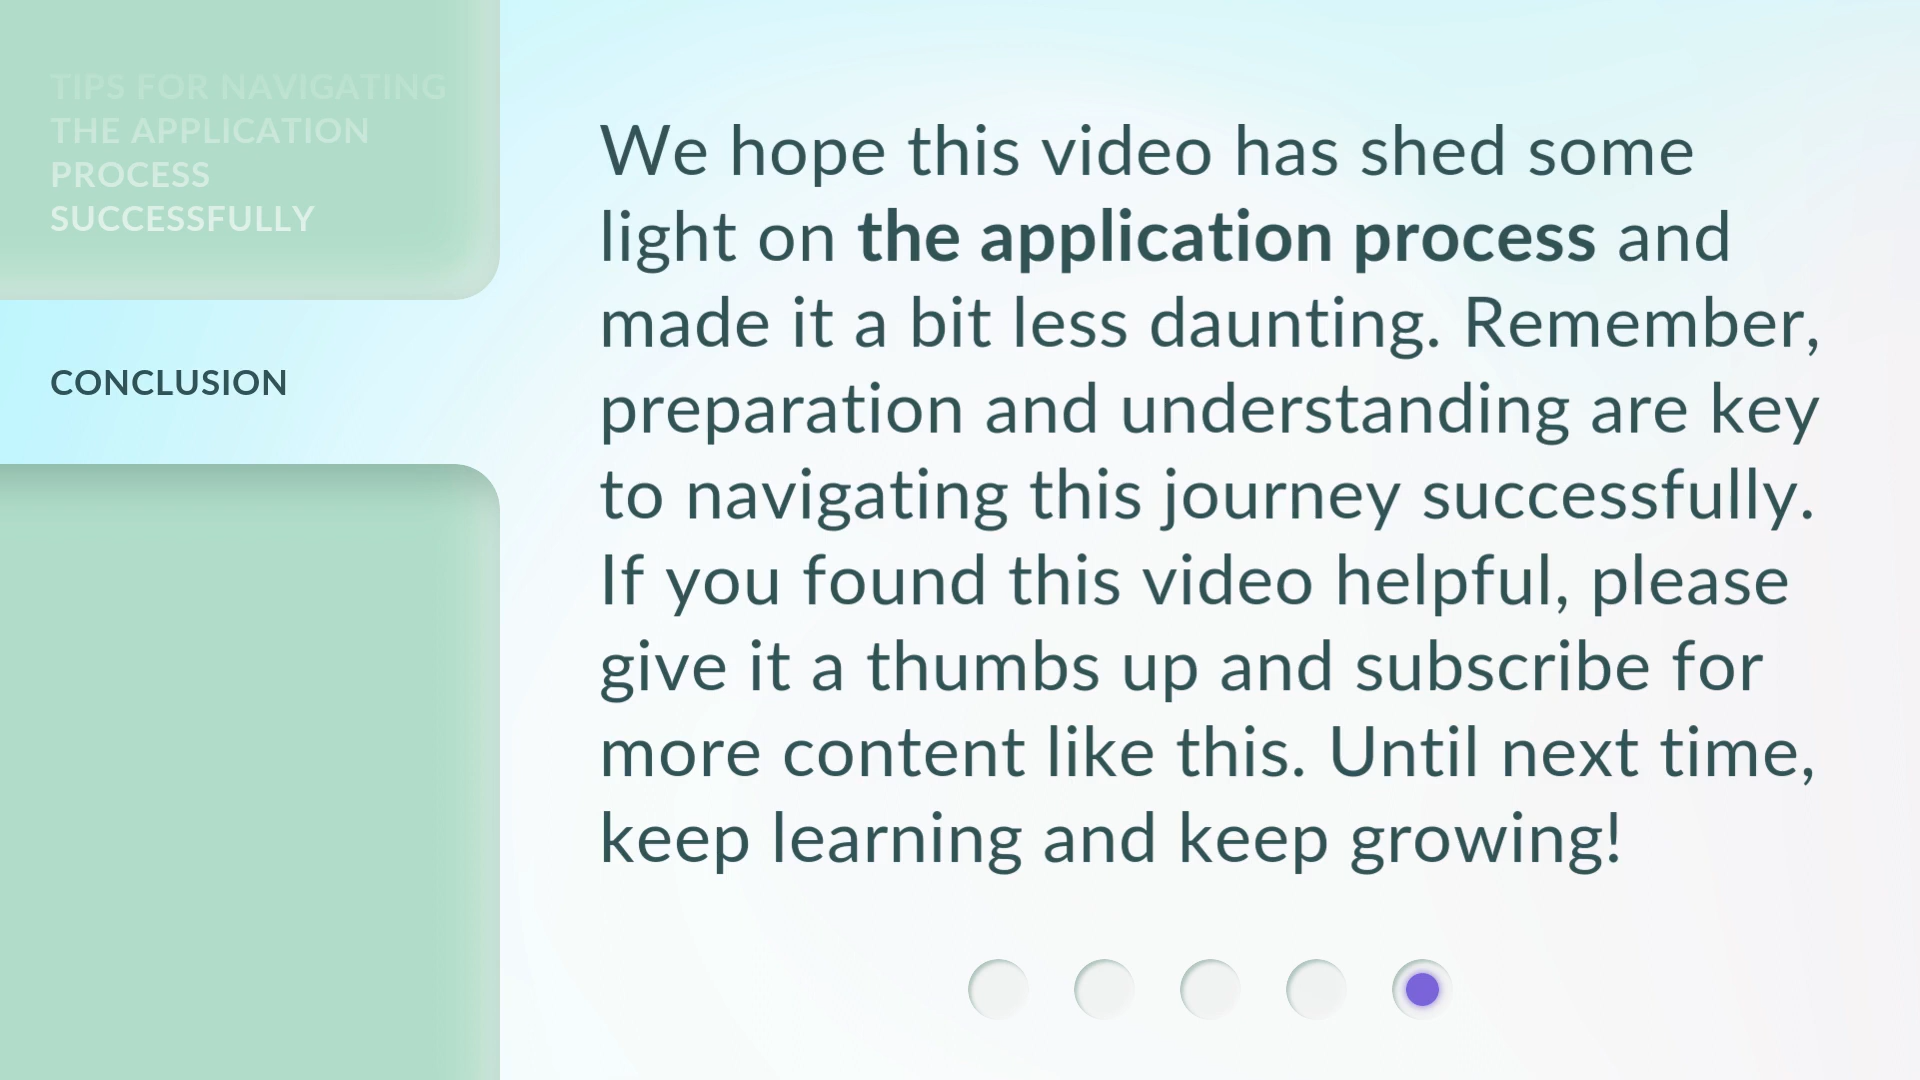 TIPS FOR NAVIGATING
THE APPLICATION
PROCESS
SUCCESSFULLY
CONCLUSION
We hope this video has shed some
light on the application process and
made it a bit less daunting. Remember,
preparation and understanding are key
to navigating this journey successfully.
If you found this video helpful, please
give it a thumbs up and subscribe for
more content like this. Until next time,
keep learning and keep growing!